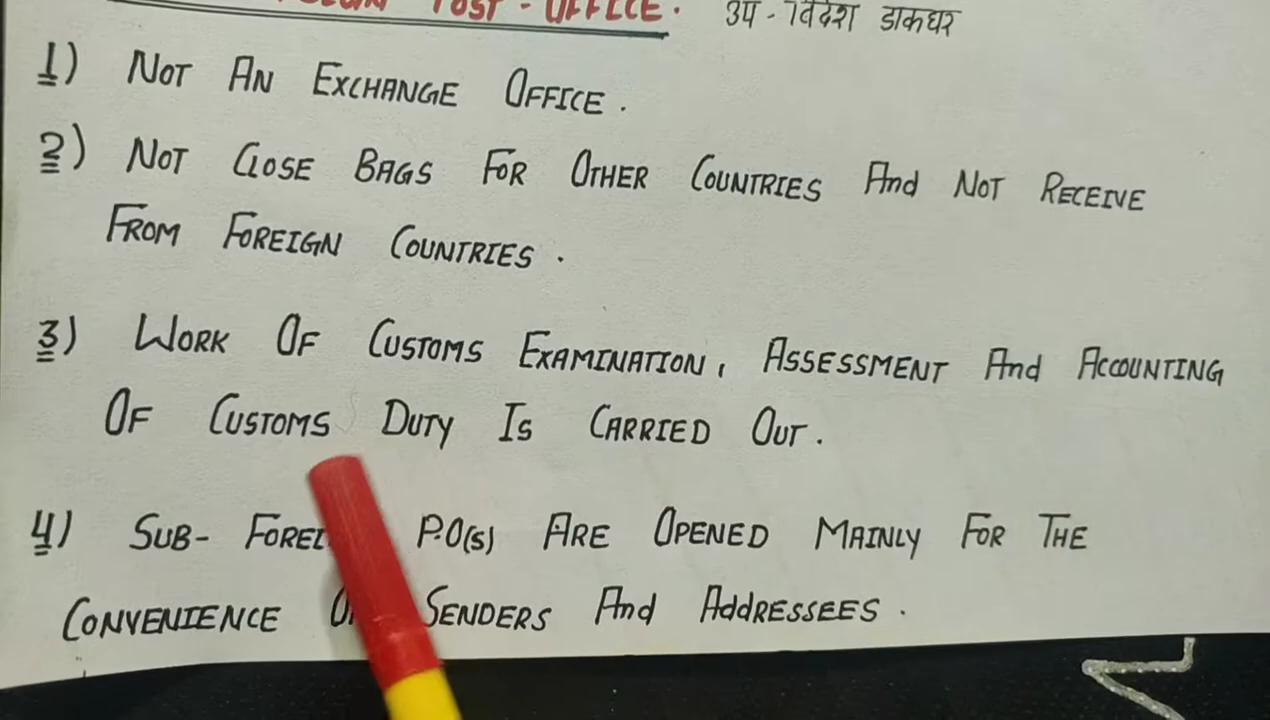 POST-OFFICE. उप-विदेश डाकघर
1) NOT AN EXCHANGE OFFICE.
2) NOT CLOSE BAGS FOR OTHER COUNTRIES And NOT RECEIVE
FROM FOREIGN COUNTRIES.
3) WORK OF CUSTOMS EXAMINATION, ASSESSMENT And ACCOUNTING
OF CUSTOMS DUTY IS CARRIED OUT.
4) SUB- P.O(S) ARE OPENED MAINLY FOR THE
CONVENIENCE SENDERS And AddRESSEES.